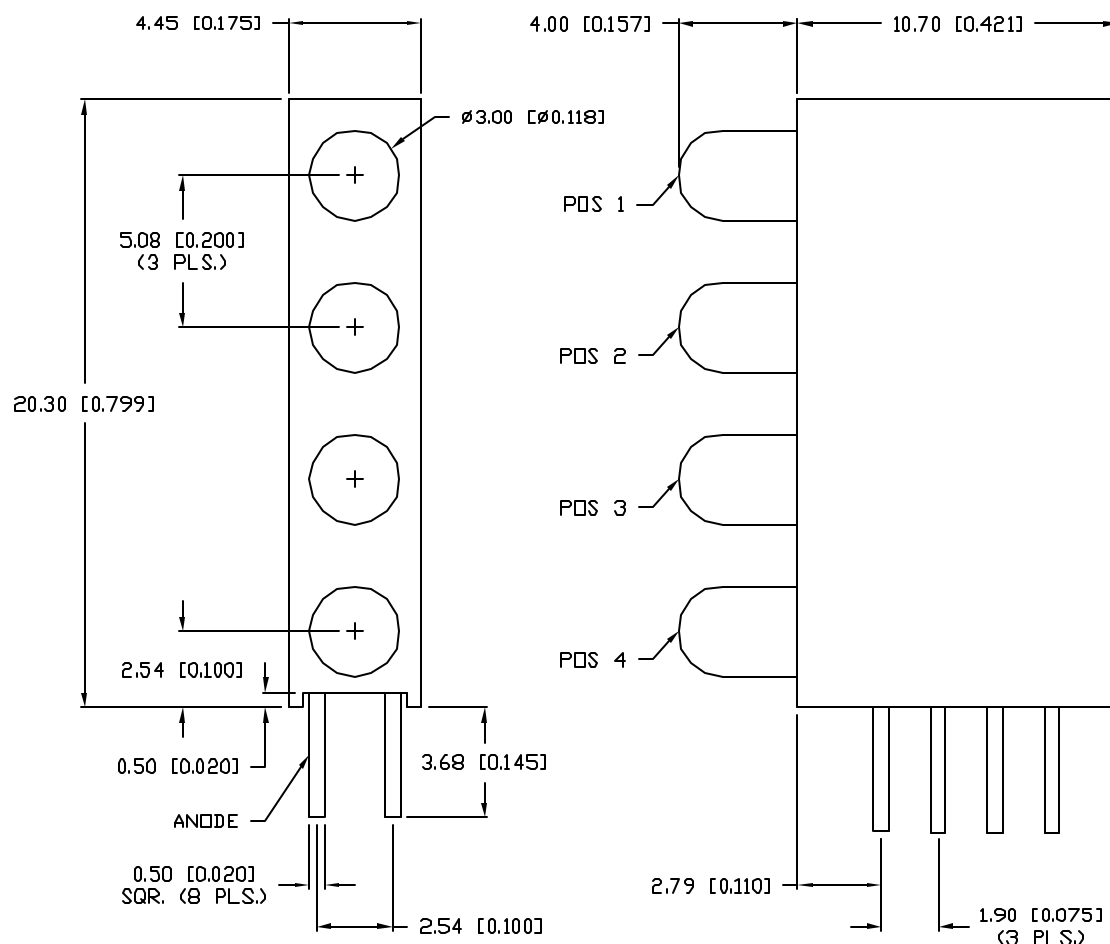 4.45 [0.175]
4.00 [0.157]
10.70 [0.421]
ø3.00 [ø0.118]
POS 1
5.08 [0.200]
(3 PLS.)
POS 2
20.30 [0.799]
POS 3
POS 4
2.54 [0.100]
0.50 [0.020]
3.68 [0.145]
ANODE
0.50 [0.020]
SQR. (8 PLS.)
2.54 [0.100]
2.79 [0.110]
1.90 [0.075]
(3 PLS.)